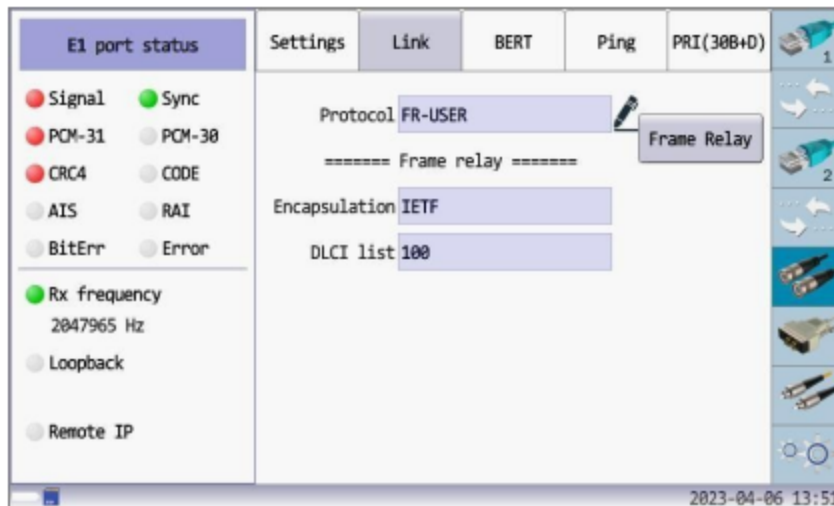 E1 port status
Settings Link BERT Ping PRI(30B+D)
Signal Sync
PCM-31 PCM-30
CRC4 CODE
AIS RAI
BitErr Error
Rx frequency
2047965 Hz
Loopback
Remote IP
Protocol FR-USER
Frame Relay
======= Frame relay =======
Encapsulation IETF
DLCI list 100
1
2
2023-04-06 13:51